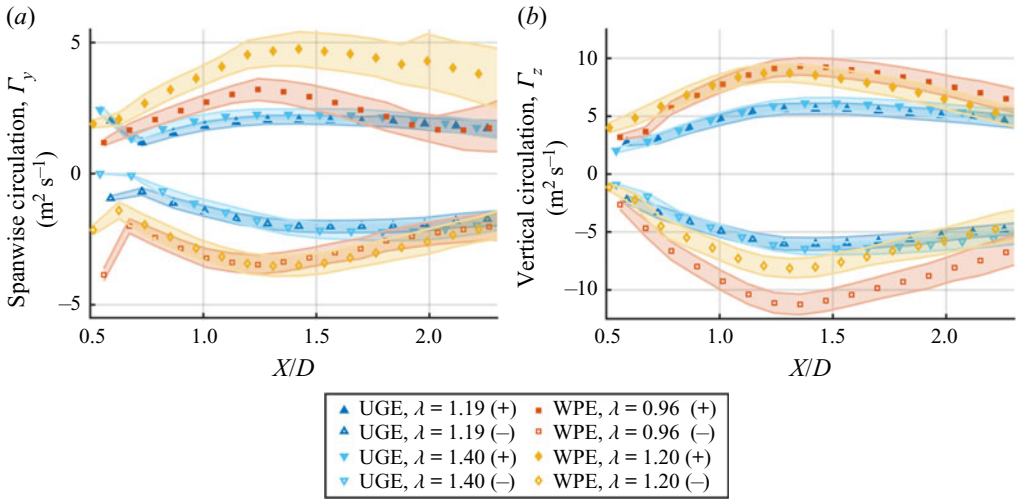 (a)
(b)
Spanwise circulation, Γy
(m² s⁻¹)
5
0
−5
0.5 1.0 1.5 2.0
X/D
Vertical circulation, Γz
(m² s⁻¹)
10
5
0
−5
−10
0.5 1.0 1.5 2.0
X/D
UGE, λ = 1.19 (+) WPE, λ = 0.96 (+)
UGE, λ = 1.19 (–) WPE, λ = 0.96 (–)
UGE, λ = 1.40 (+) WPE, λ = 1.20 (+)
UGE, λ = 1.40 (–) WPE, λ = 1.20 (–)